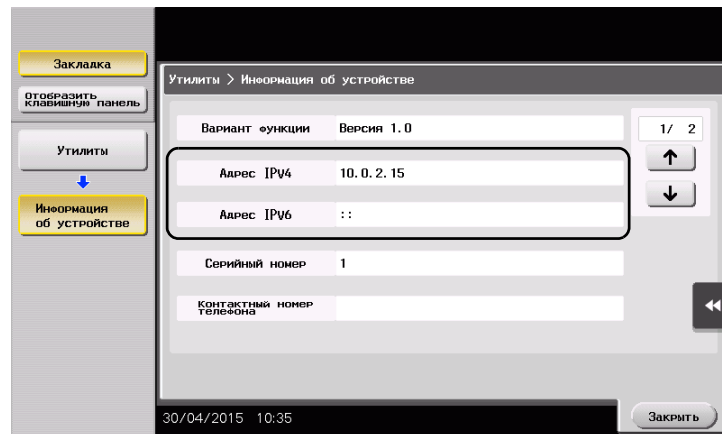 Закладка
Отобразить
клавишную панель
Утилиты
Информация
об устройстве
Утилиты > Информация об устройстве
Вариант функции Версия 1.0
1/ 2
Адрес IPv4 10.0.2.15
Адрес IPv6 ::
Серийный номер 1
Контактный номер
телефона
30/04/2015 10:35
Закрыть